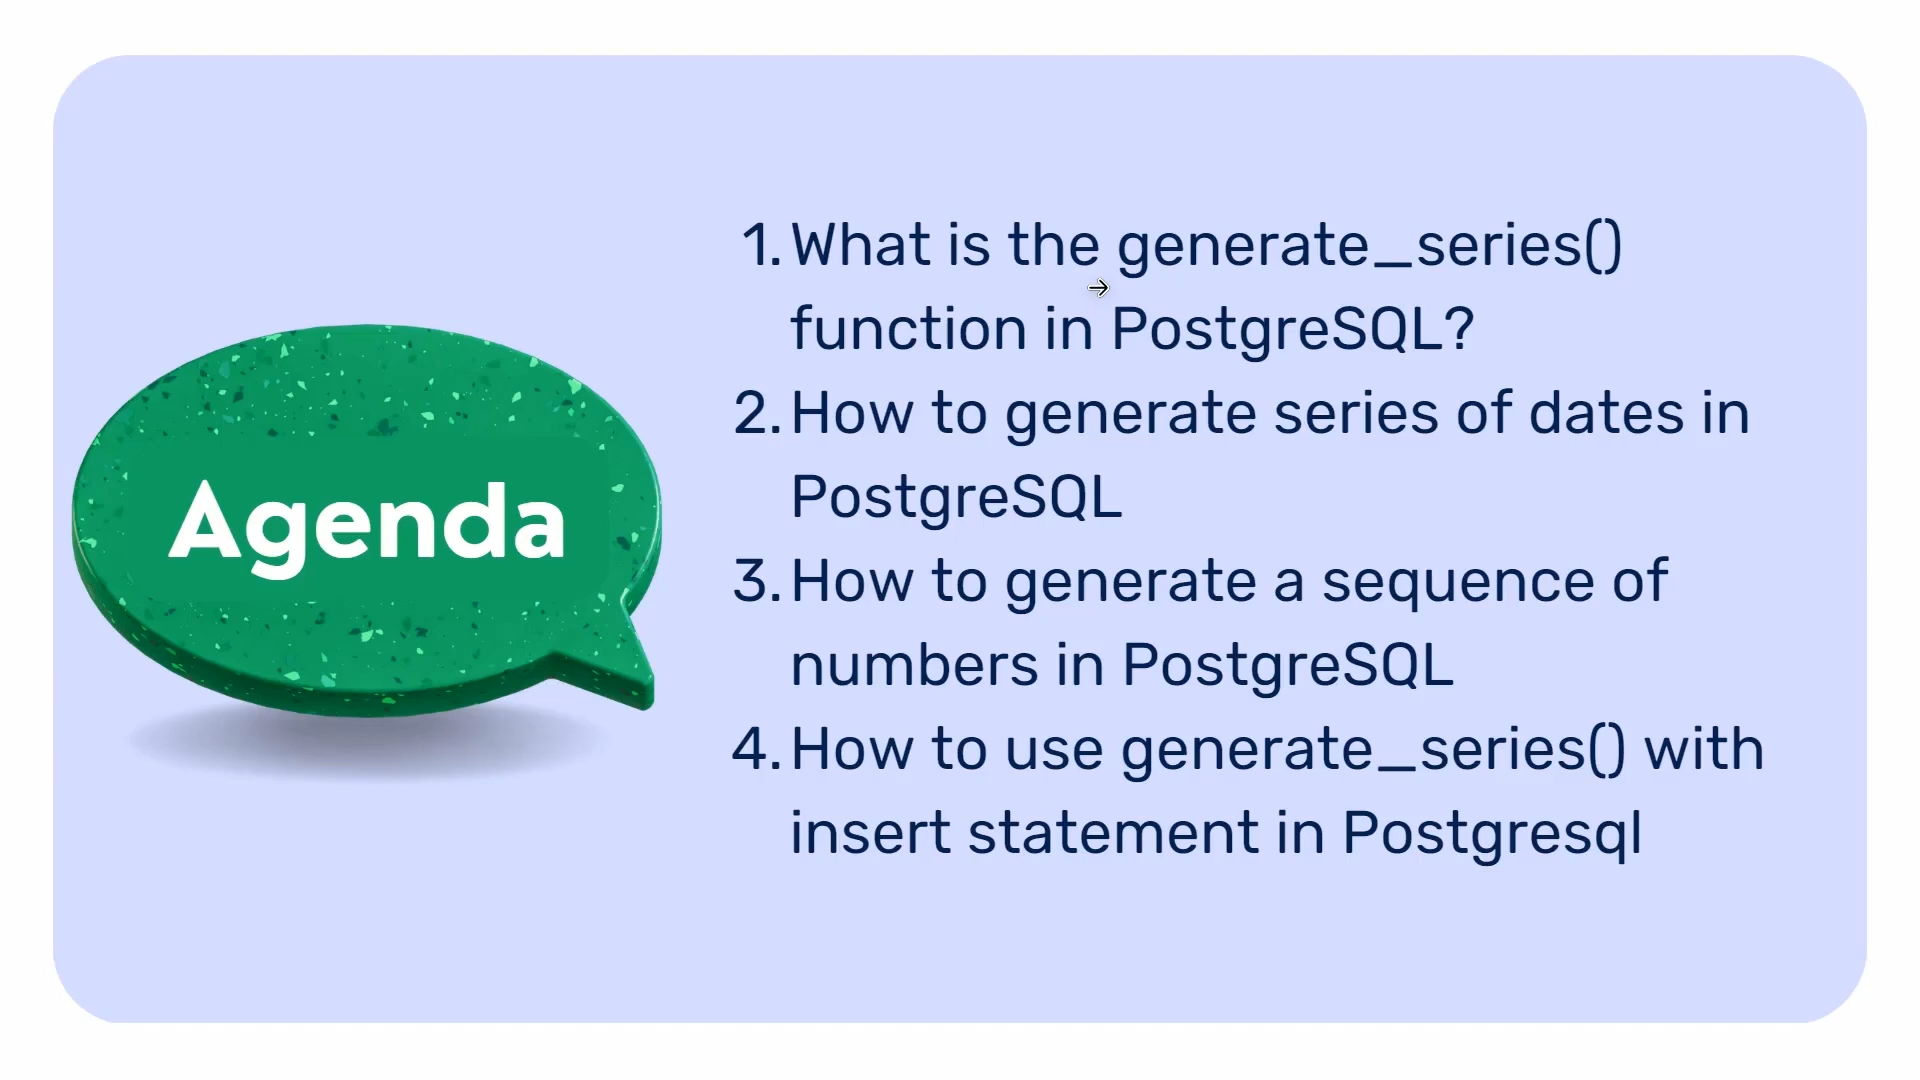 Agenda
1. What is the generate_series()
function in PostgreSQL?
2. How to generate series of dates in
PostgreSQL
3. How to generate a sequence of
numbers in PostgreSQL
4. How to use generate_series() with
insert statement in Postgresql